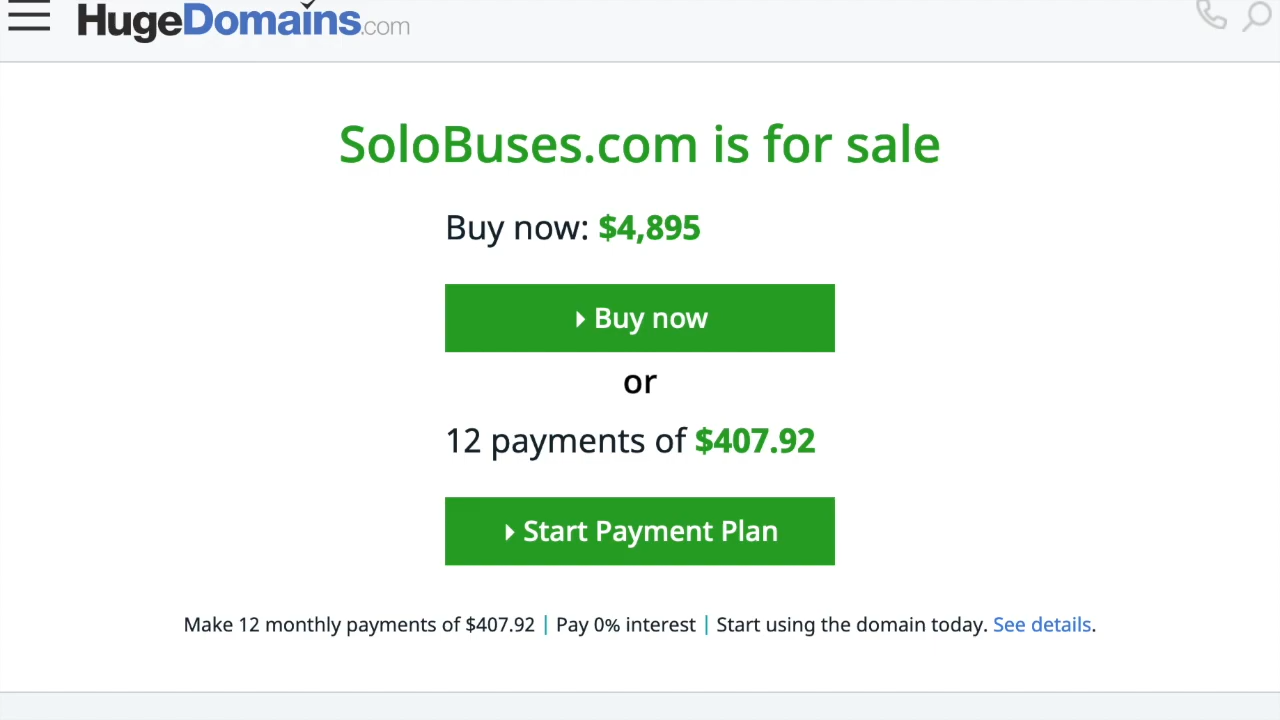 HugeDomains.com
SoloBuses.com is for sale
Buy now: $4,895
Buy now
or
12 payments of $407.92
Start Payment Plan
Make 12 monthly payments of $407.92 | Pay 0% interest | Start using the domain today. See details.